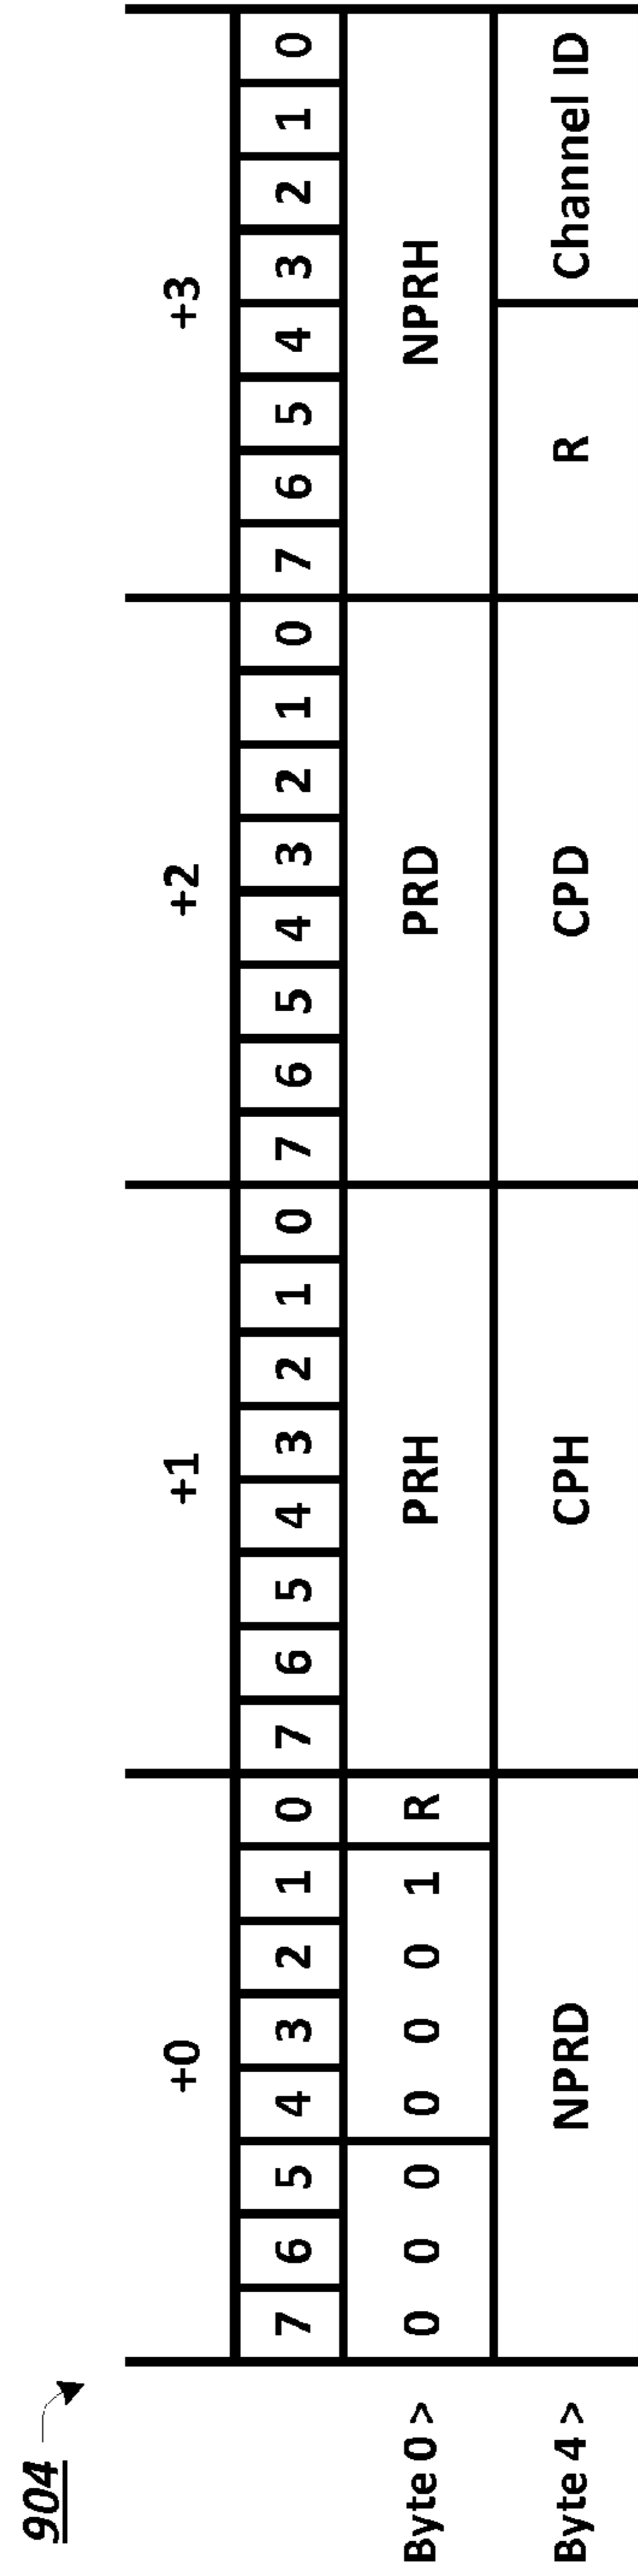 904
+0 +1 +2 +3
7 6 5 4 3 2 1 0 7 6 5 4 3 2 1 0 7 6 5 4 3 2 1 0 7 6 5 4 3 2 1 0
Byte 0 > 0 0 0 0 0 0 1 R PRH PRD NPRH
Byte 4 > NPRD CPH CPD R Channel ID